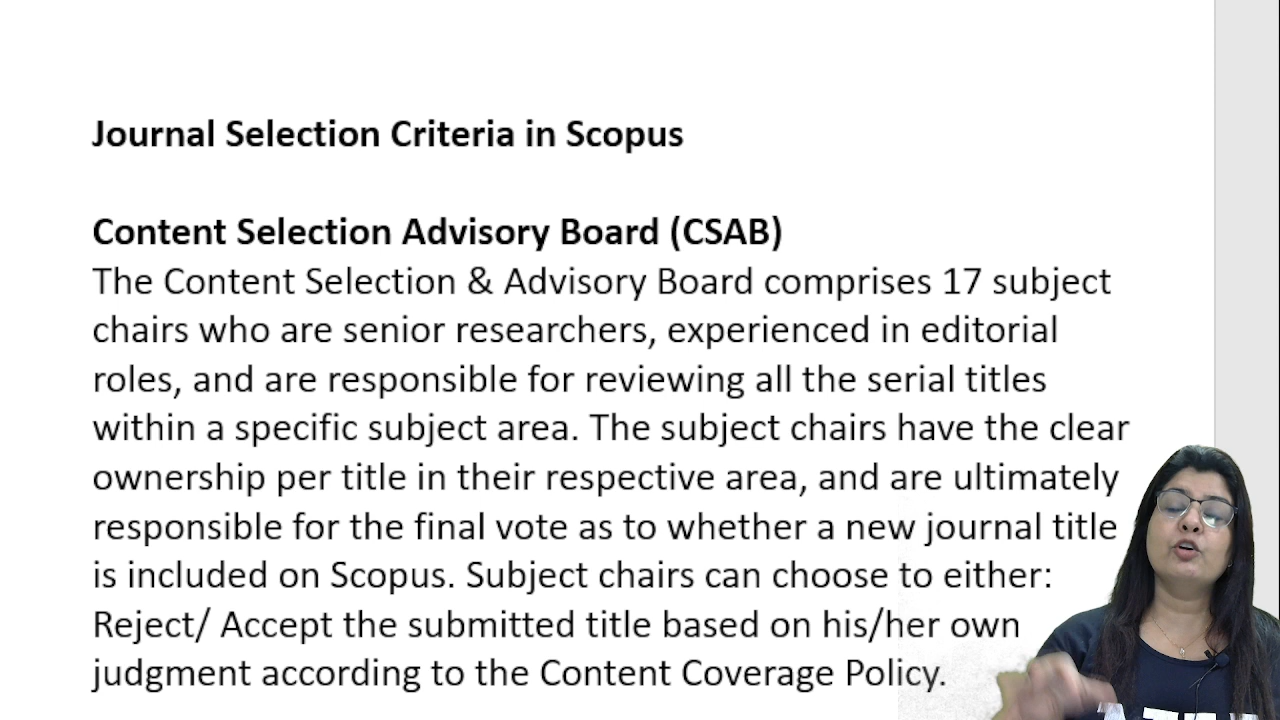 Journal Selection Criteria in Scopus
Content Selection Advisory Board (CSAB)
The Content Selection & Advisory Board comprises 17 subject
chairs who are senior researchers, experienced in editorial
roles, and are responsible for reviewing all the serial titles
within a specific subject area. The subject chairs have the clear
ownership per title in their respective area, and are ultimately
responsible for the final vote as to whether a new journal title
is included on Scopus. Subject chairs can choose to either:
Reject/ Accept the submitted title based on his/her own
judgment according to the Content Coverage Policy.